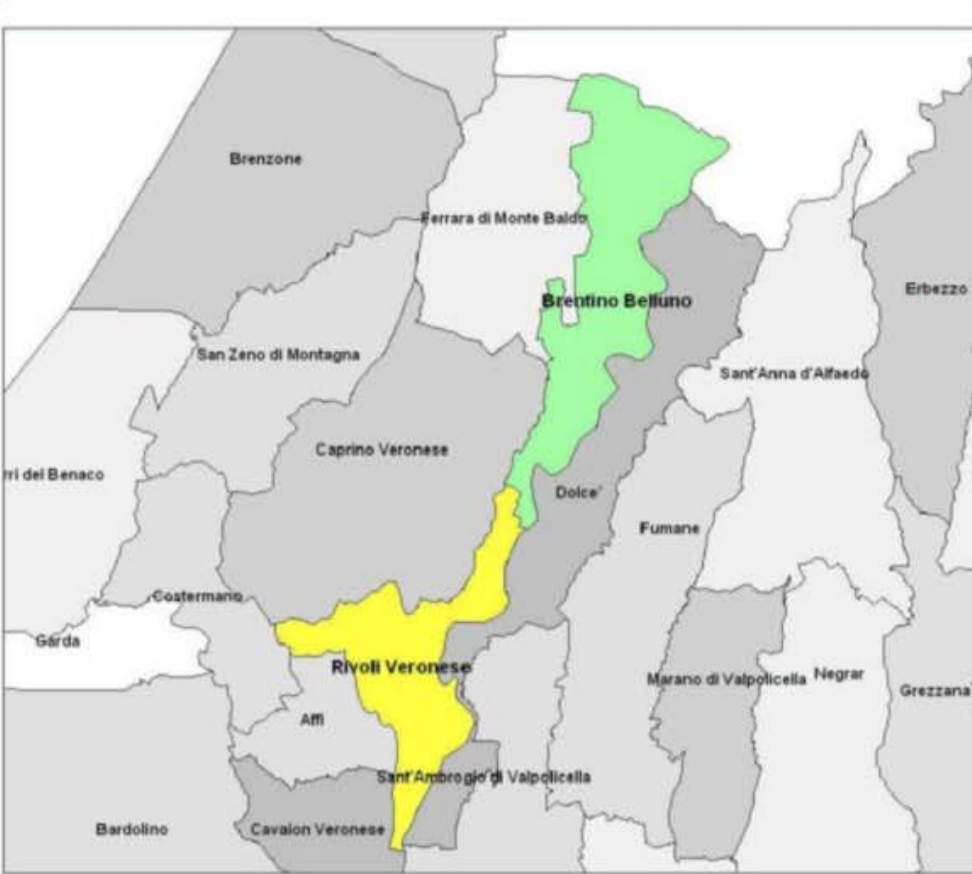 Brenzone
Ferrara di Monte Baldo
Erbezzo
Brentino Belluno
San Zeno di Montagna
Sant'Anna d'Alfaedo
Caprino Veronese
rri del Benaco
Dolce'
Fumane
Costermano
Garda
Rivoli Veronese
Marano di Valpolicella
Negrar
Grezzana
Affi
Sant'Ambrogio di Valpolicella
Bardolino
Cavaion Veronese